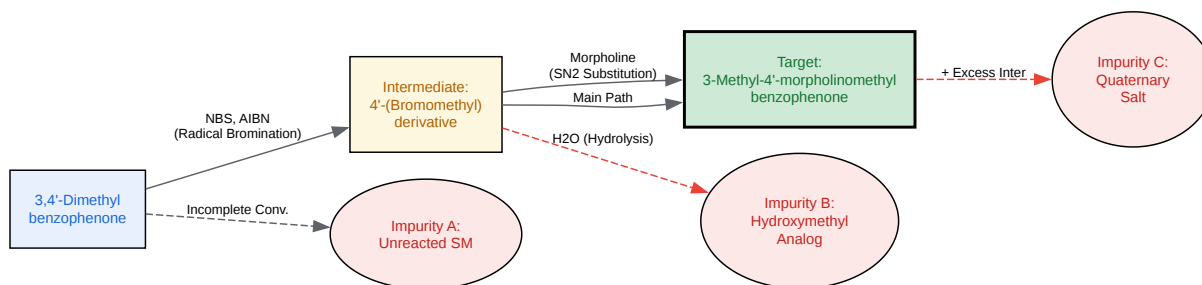 3,4'-Dimethyl
benzophenone
NBS, AIBN
(Radical Bromination)
Incomplete Conv.
Intermediate:
4'-(Bromomethyl)
derivative
Impurity A:
Unreacted SM
Morpholine
(SN2 Substitution)
Main Path
H2O (Hydrolysis)
Target:
3-Methyl-4'-morpholinomethyl
benzophenone
Impurity B:
Hydroxymethyl
Analog
+ Excess Inter
Impurity C:
Quaternary
Salt